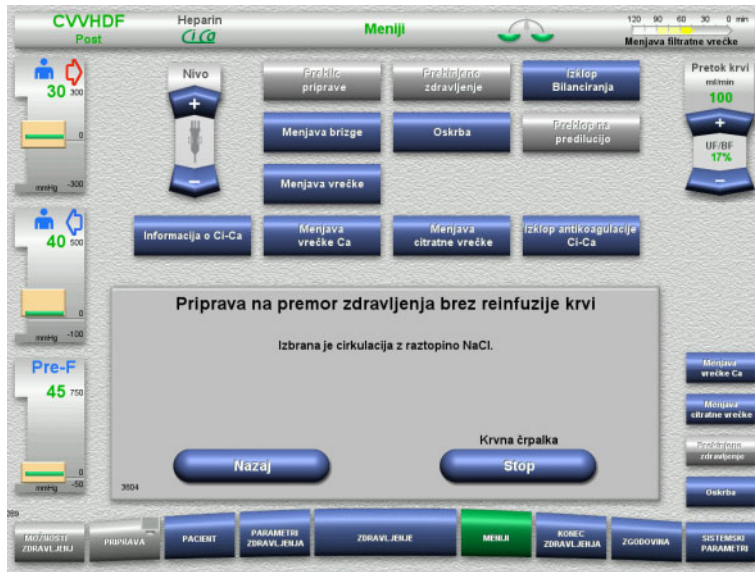 CVVHDF
Post
Heparin
CiCa
Meniji
120 90 60 30 0 min
Menjava filtratne vrečke
30 300
0
mmHg -300
40 500
0
mmHg -100
Pre-F
45 750
0
mmHg -50
Nivo
Preklic
priprave
Prekinjeno
zdravljenje
Izklop
Bilanciranja
Menjava brizge
Oskrba
Preklop na
predilucijo
Menjava vrečke
Informacija o Ci-Ca
Menjava
vrečke Ca
Menjava
citratne vrečke
Izklop antikoagulacije
Ci-Ca
Pretok krvi
ml/min
100
UF/BF
17%
Priprava na premor zdravljenja brez reinfuzije krvi
Izbrana je cirkulacija z raztopino NaCl.
Krvna črpalka
Nazaj
Stop
3604
Menjava
vrečke Ca
Menjava
citratne vrečke
Prekinjeno
zdravljenje
Oskrba
089
MOŽNOSTI
ZDRAVLJENJ
PRIPRAVA
PACIENT
PARAMETRI
ZDRAVLJENJA
ZDRAVLJENJE
MENIJI
KONEC
ZDRAVLJENJA
ZGODOVINA
SISTEMSKI
PARAMETRI